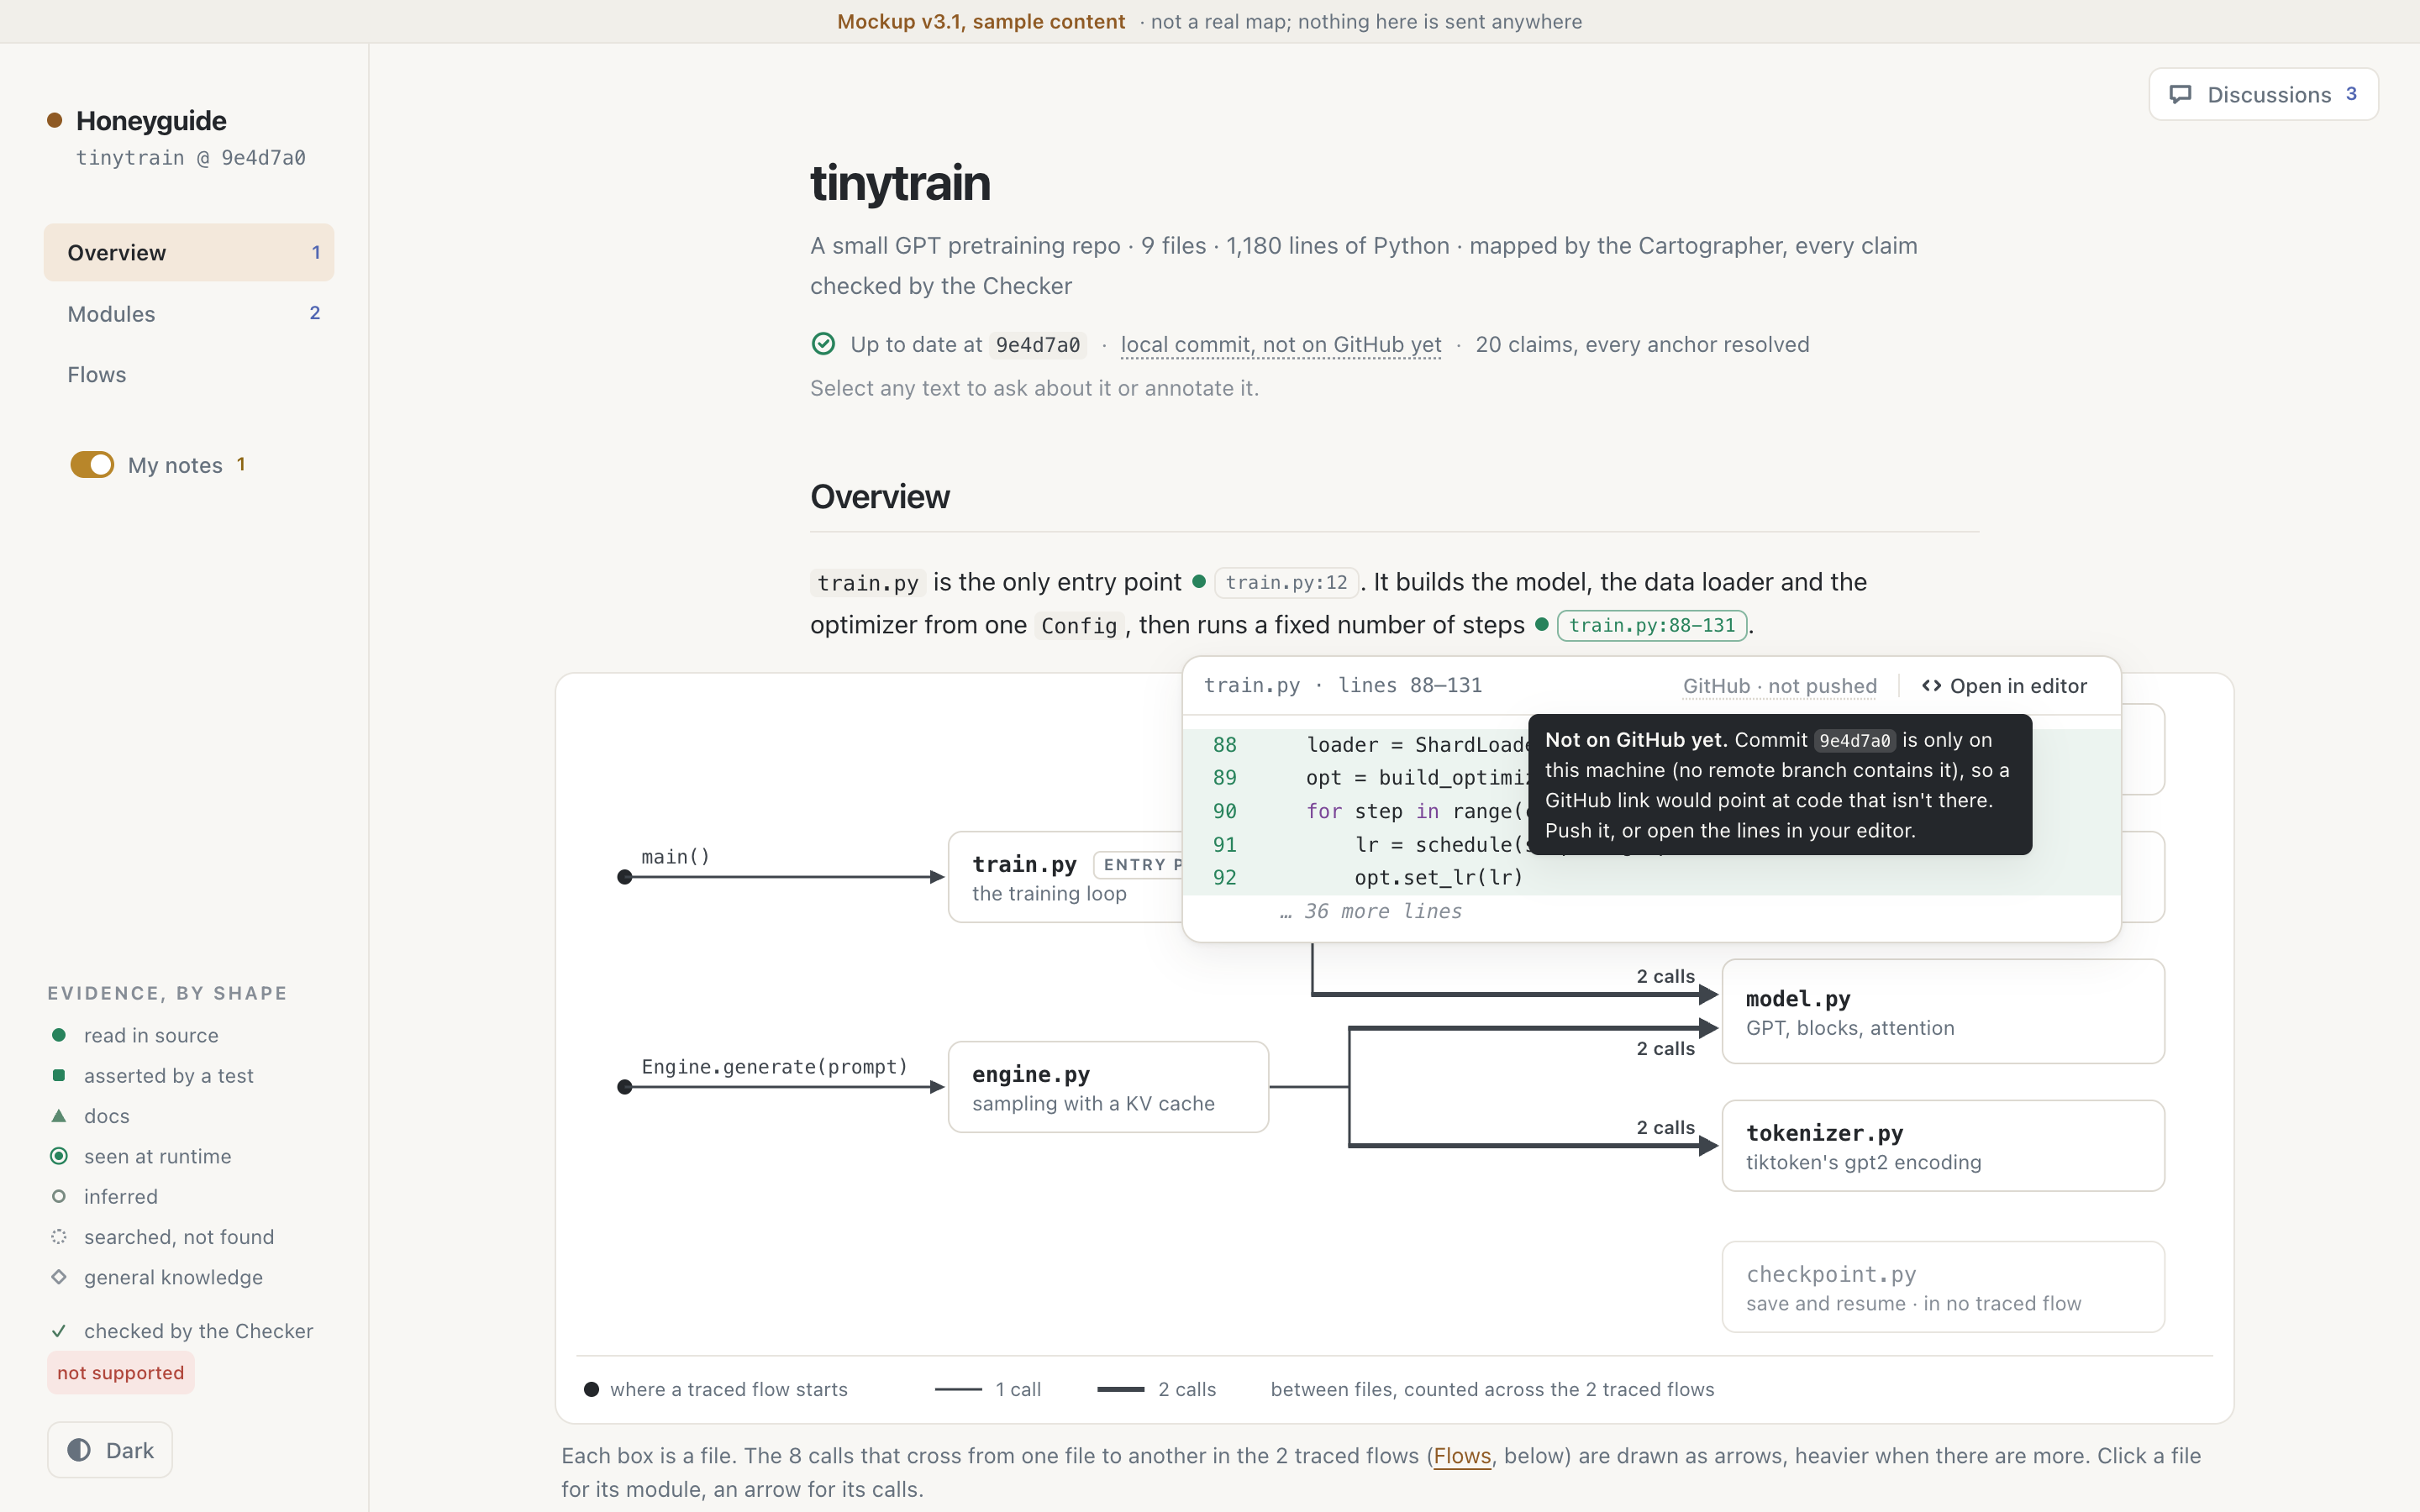 Mockup v3.1, sample content · not a real map; nothing here is sent anywhere
Honeyguide
tinytrain @ 9e4d7a0
Overview 1
Modules 2
Flows
My notes 1
EVIDENCE, BY SHAPE
read in source
asserted by a test
docs
seen at runtime
inferred
searched, not found
general knowledge
checked by the Checker
not supported
Dark
Discussions 3
tinytrain
A small GPT pretraining repo · 9 files · 1,180 lines of Python · mapped by the Cartographer, every claim
checked by the Checker
Up to date at 9e4d7a0 · local commit, not on GitHub yet · 20 claims, every anchor resolved
Select any text to ask about it or annotate it.
Overview
train.py is the only entry point train.py:12. It builds the model, the data loader and the
optimizer from one Config, then runs a fixed number of steps train.py:88–131.
train.py · lines 88–131 GitHub · not pushed Open in editor
88 loader = ShardLoade
89 opt = build_optimi
90 for step in range(
91 lr = schedule(
92 opt.set_lr(lr)
… 36 more lines
Not on GitHub yet. Commit 9e4d7a0 is only on
this machine (no remote branch contains it), so a
GitHub link would point at code that isn't there.
Push it, or open the lines in your editor.
main()
train.py ENTRY P
the training loop
2 calls
model.py
GPT, blocks, attention
2 calls
Engine.generate(prompt)
engine.py
sampling with a KV cache
2 calls
tokenizer.py
tiktoken's gpt2 encoding
checkpoint.py
save and resume · in no traced flow
where a traced flow starts 1 call 2 calls between files, counted across the 2 traced flows
Each box is a file. The 8 calls that cross from one file to another in the 2 traced flows (Flows, below) are drawn as arrows, heavier when there are more. Click a file
for its module, an arrow for its calls.